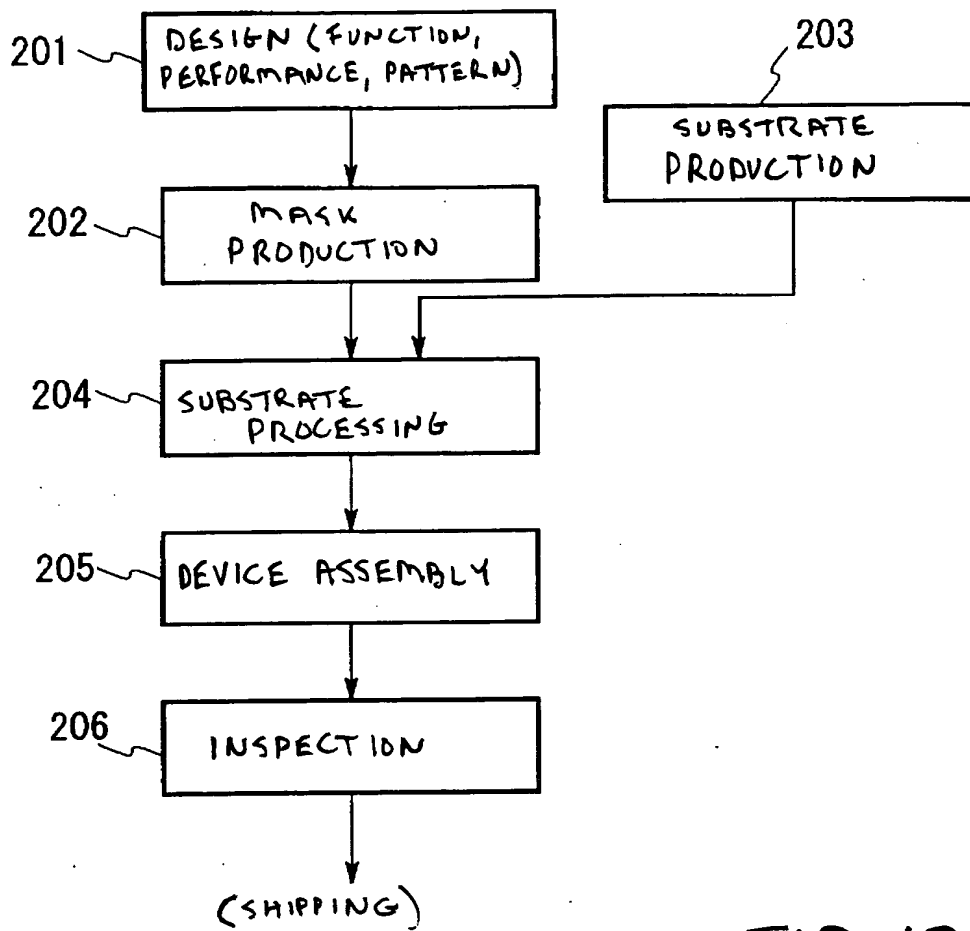 201
DESIGN (FUNCTION,
PERFORMANCE, PATTERN)
203
SUBSTRATE
PRODUCTION
202
MASK
PRODUCTION
204
SUBSTRATE
PROCESSING
205
DEVICE ASSEMBLY
206
INSPECTION
(SHIPPING)